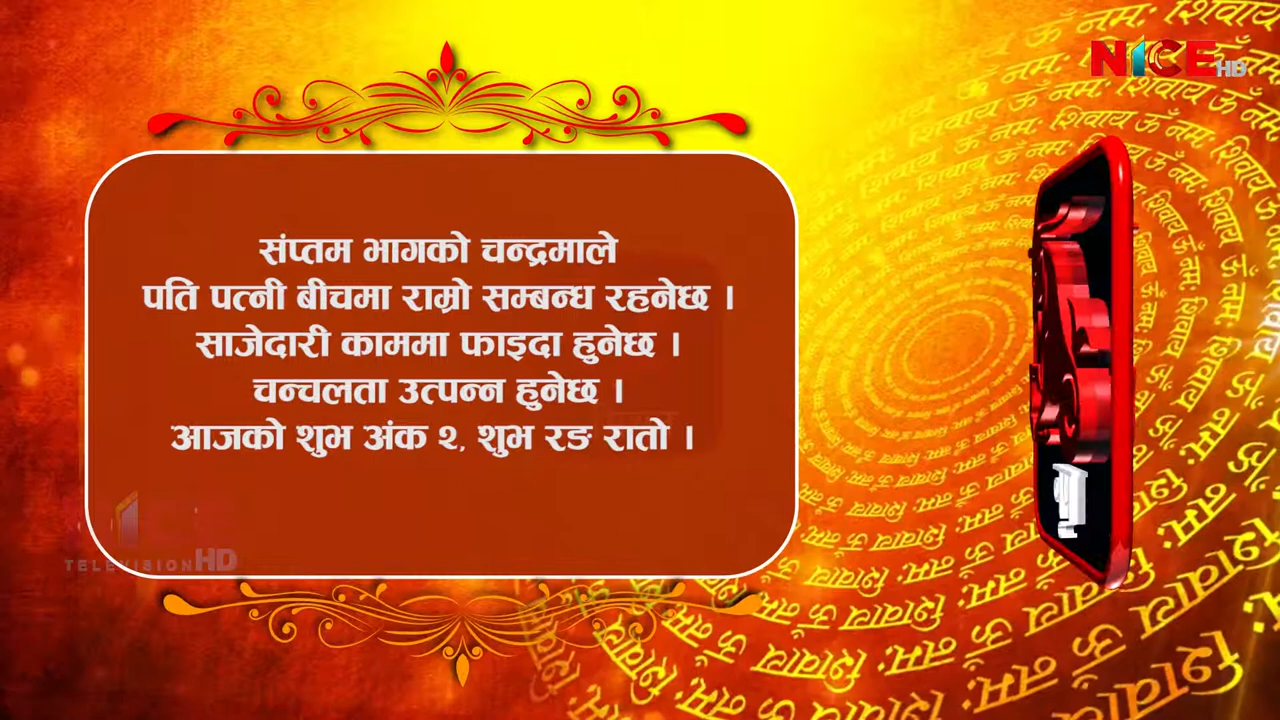 NICE HD
संप्तम भागको चन्द्रमाले
पति पत्नी बीचमा राम्रो सम्बन्ध रहनेछ ।
साजेदारी काममा फाइदा हुनेछ ।
चन्चलता उत्पन्न हुनेछ ।
आजको शुभ अंक २, शुभ रङ रातो ।
TELEVISION HD
ॐ नमः शिवाय